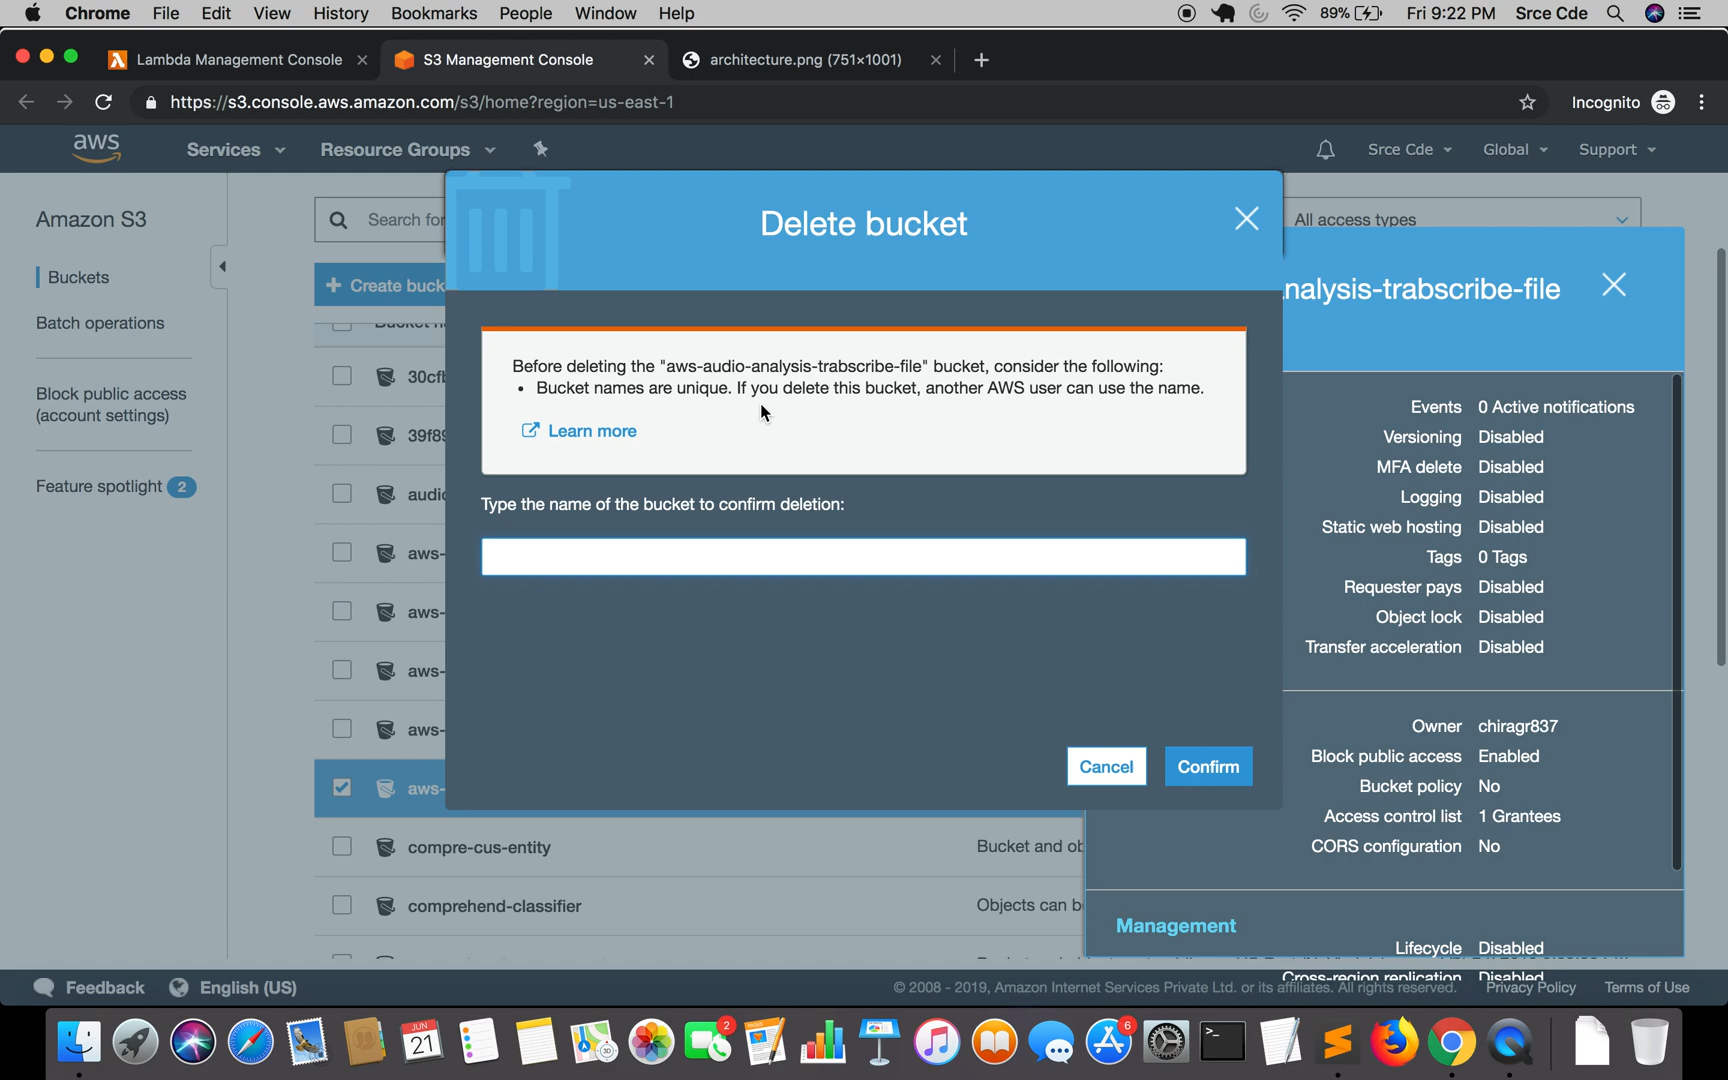 Chrome File Edit View History Bookmarks People Window Help
89% Fri 9:22 PM Srce Cde
Lambda Management Console
S3 Management Console
architecture.png (751×1001)
https://s3.console.aws.amazon.com/s3/home?region=us-east-1
Incognito
aws
Services
Resource Groups
Srce Cde
Global
Support
Amazon S3
Buckets
Batch operations
Block public access
(account settings)
Feature spotlight 2
Search for
All access types
+ Create buck
Delete bucket
nalysis-trabscribe-file
Before deleting the "aws-audio-analysis-trabscribe-file" bucket, consider the following:
• Bucket names are unique. If you delete this bucket, another AWS user can use the name.
Learn more
Type the name of the bucket to confirm deletion:
Cancel
Confirm
30cfb
39f89
audio
aws-
aws-
aws-
aws-
aws-
compre-cus-entity
Bucket and ob
comprehend-classifier
Objects can b
Events 0 Active notifications
Versioning Disabled
MFA delete Disabled
Logging Disabled
Static web hosting Disabled
Tags 0 Tags
Requester pays Disabled
Object lock Disabled
Transfer acceleration Disabled
Owner chiragr837
Block public access Enabled
Bucket policy No
Access control list 1 Grantees
CORS configuration No
Management
Lifecycle Disabled
Cross-region replication Disabled
Feedback
English (US)
© 2008 - 2019, Amazon Internet Services Private Ltd. or its affiliates. All rights reserved.
Privacy Policy
Terms of Use
JUN
21
3D
2
6